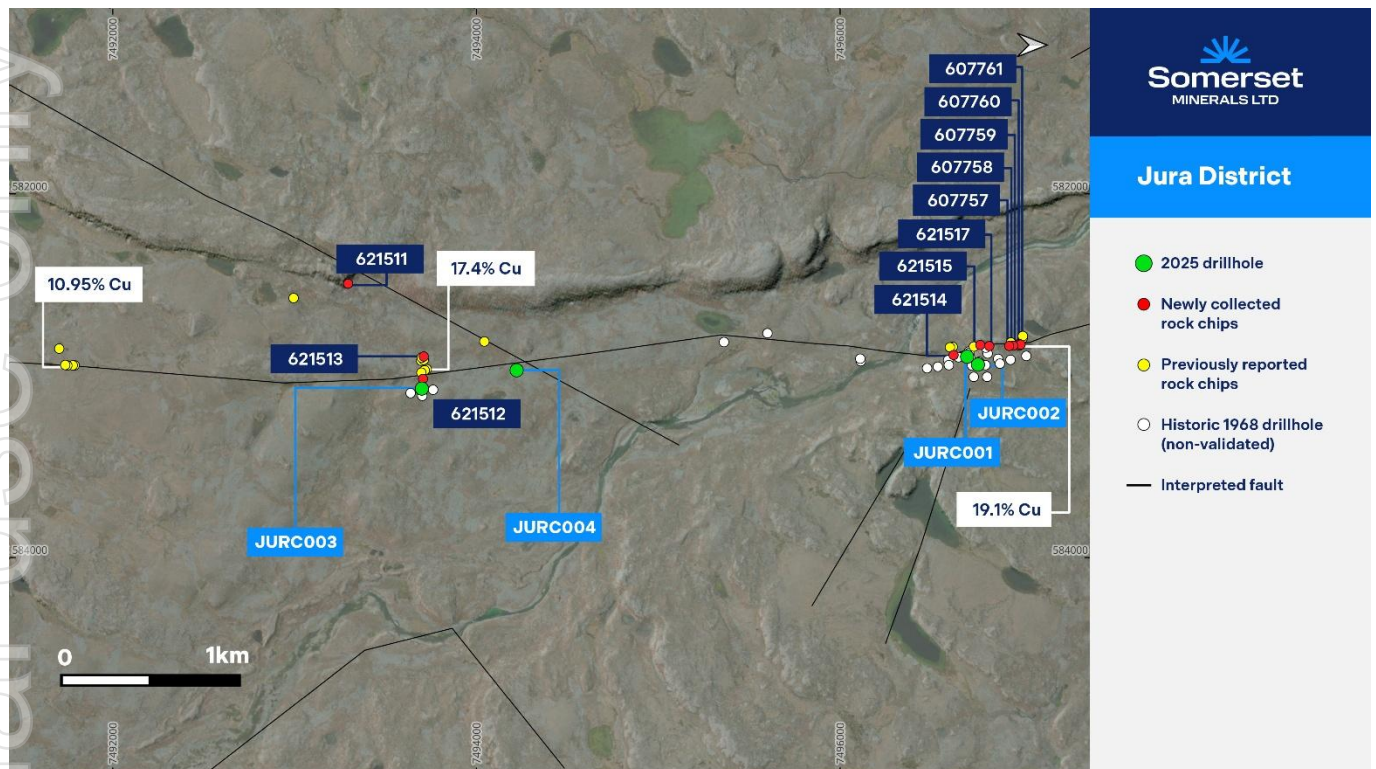 7492000
7494000
7496000
607761
607760
607759
607758
607757
621517
621515
621514
582000
582000
621511
17.4% Cu
10.95% Cu
621513
621512
JURC002
JURC001
19.1% Cu
JURC003
JURC004
584000
584000
0 1km
7492000
7494000
7496000
Somerset
MINERALS LTD
Jura District
2025 drillhole
Newly collected
rock chips
Previously reported
rock chips
Historic 1968 drillhole
(non-validated)
Interpreted fault